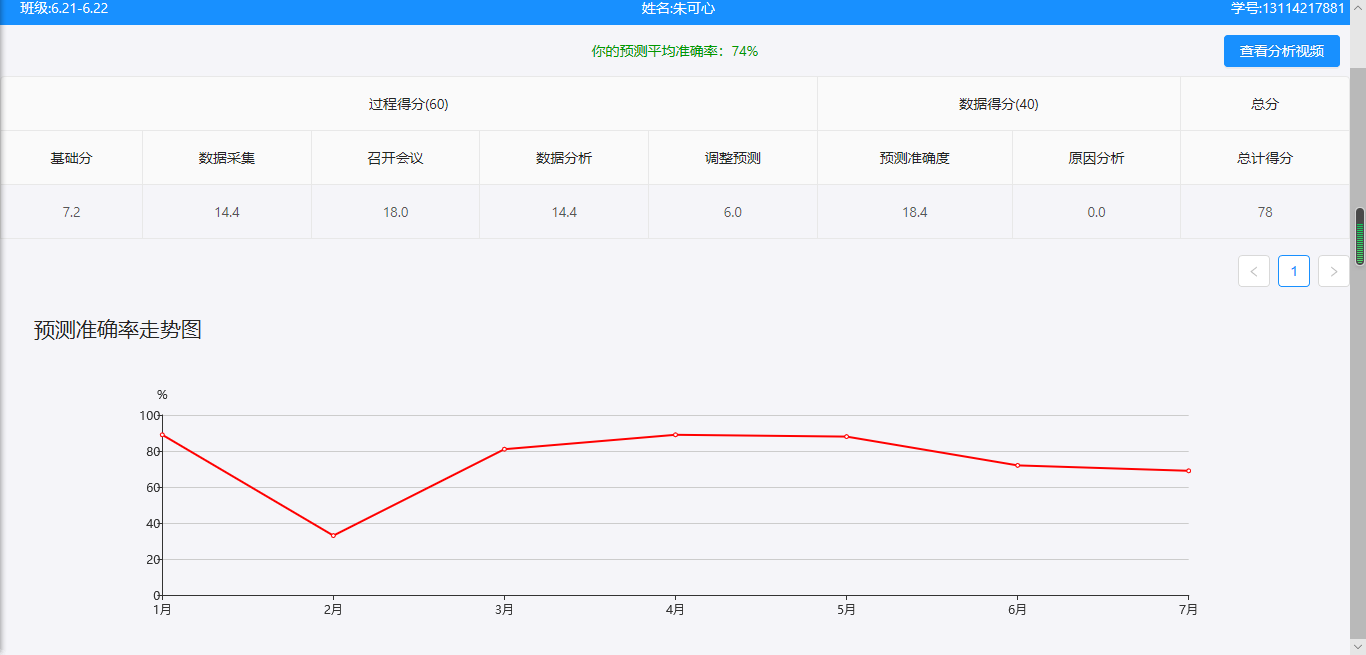 班级:6.21-6.22 姓名:朱可心 学号:13114217881
你的预测平均准确率：74% 查看分析视频
过程得分(60) 数据得分(40) 总分
基础分 数据采集 召开会议 数据分析 调整预测 预测准确度 原因分析 总计得分
7.2 14.4 18.0 14.4 6.0 18.4 0.0 78
< 1 >
预测准确率走势图
%
100
80
60
40
20
0
1月 2月 3月 4月 5月 6月 7月